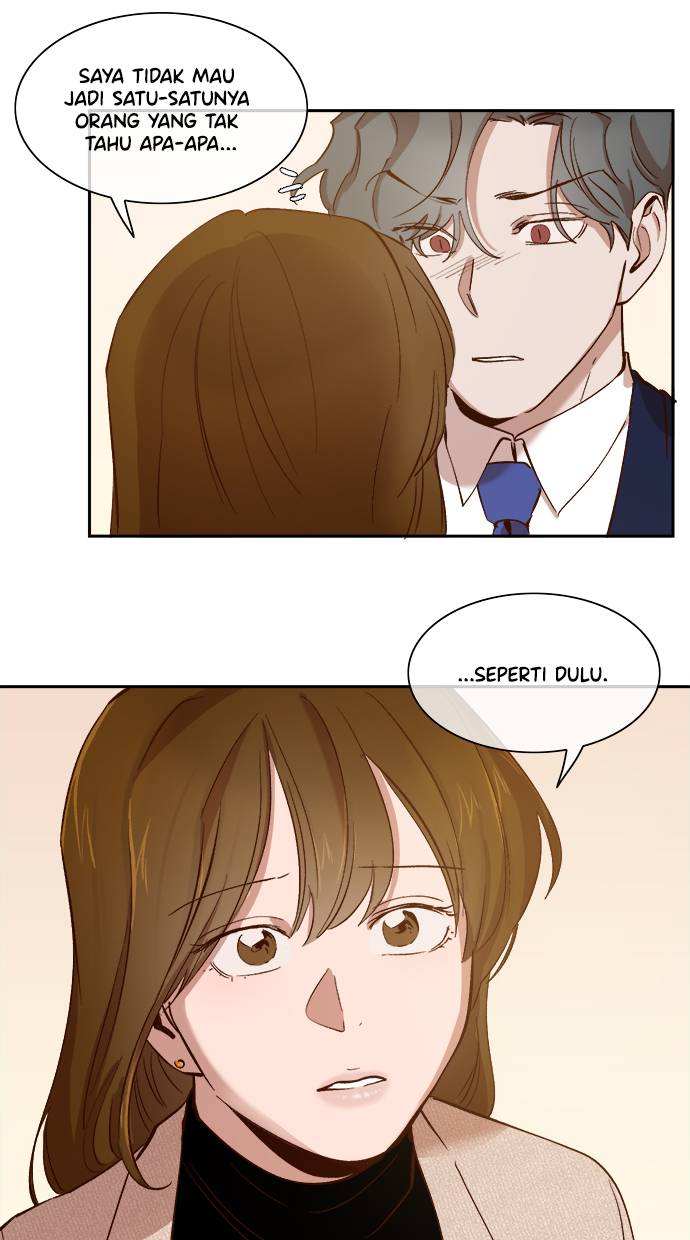 SAYA TIDAK MAU
JADI SATU-SATUNYA
ORANG YANG TAK
TAHU APA-APA...
...SEPERTI DULU.